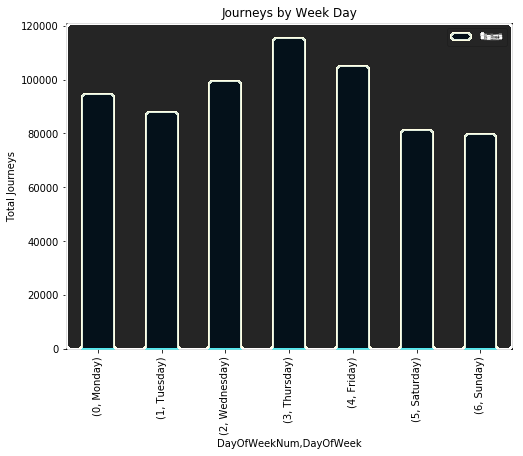 Journeys by Week Day
120000
100000
80000
60000
40000
20000
0
Total Journeys
(0, Monday)
(1, Tuesday)
(2, Wednesday)
(3, Thursday)
(4, Friday)
(5, Saturday)
(6, Sunday)
DayOfWeekNum,DayOfWeek